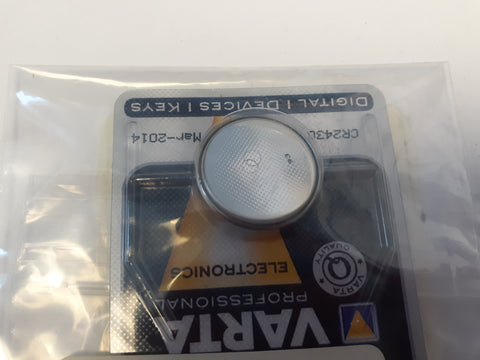 VARTA
PROFESSIONAL
ELECTRONICS
QUALITY
VARTA
CR2430 Mar-2014
DIGITAL | DEVICES | KEYS